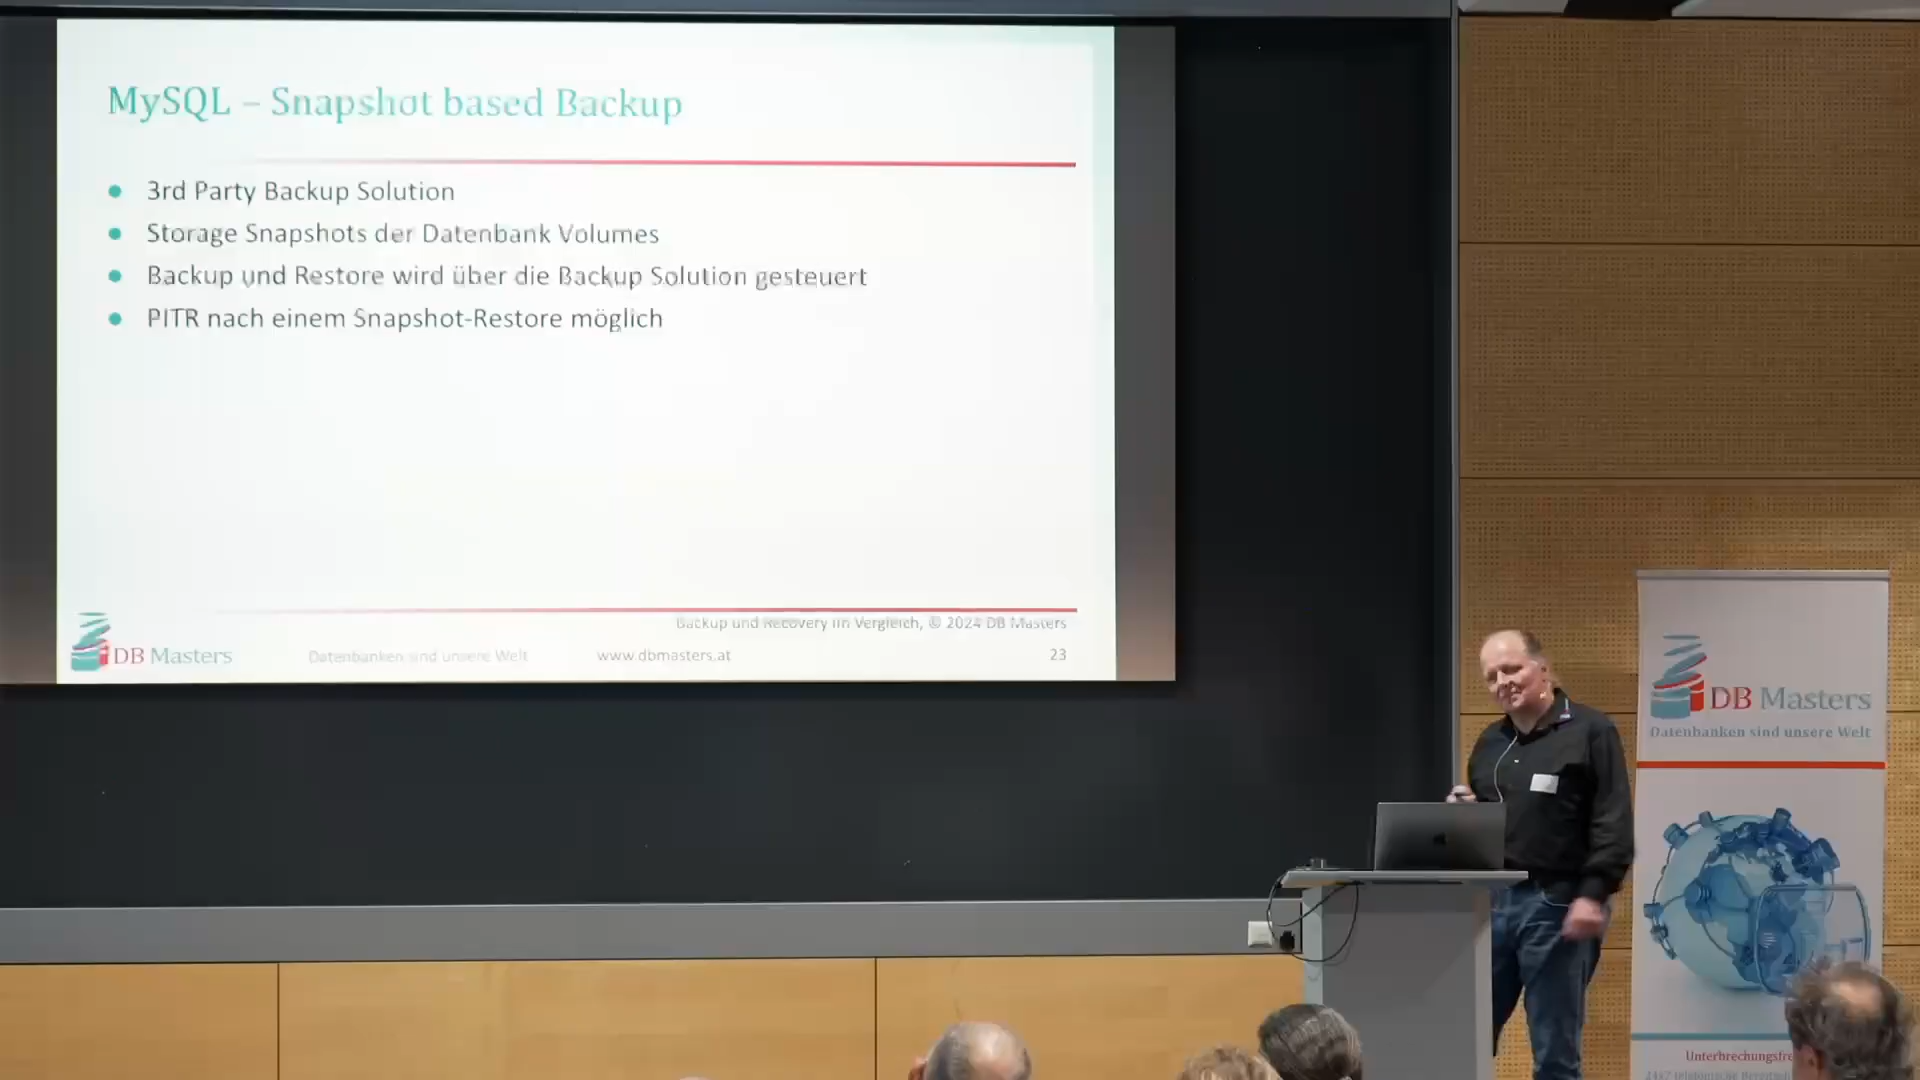 MySQL – Snapshot based Backup
3rd Party Backup Solution
Storage Snapshots der Datenbank Volumes
Backup und Restore wird über die Backup Solution gesteuert
PITR nach einem Snapshot-Restore möglich
Backup und Recovery im Vergleich, © 2024 DB Masters
DB Masters
Datenbanken sind unsere Welt
www.dbmasters.at
23
DB Masters
Datenbanken sind unsere Welt
24x7 telefonische